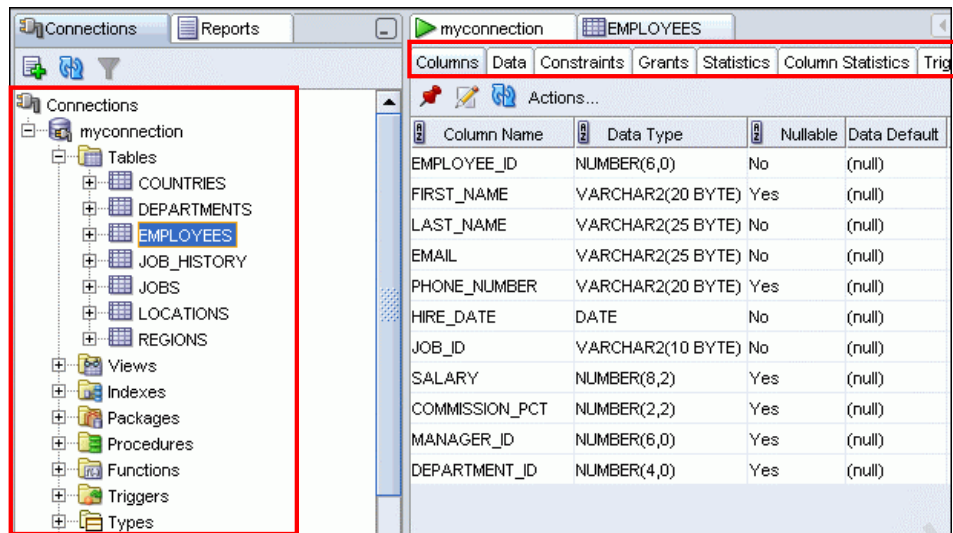 Connections
Reports
Connections
myconnection
Tables
COUNTRIES
DEPARTMENTS
EMPLOYEES
JOB_HISTORY
JOBS
LOCATIONS
REGIONS
Views
Indexes
Packages
Procedures
Functions
Triggers
Types
myconnection
EMPLOYEES
Columns Data Constraints Grants Statistics Column Statistics Trig
Actions...
Column Name Data Type Nullable Data Default
EMPLOYEE_ID NUMBER(6,0) No (null)
FIRST_NAME VARCHAR2(20 BYTE) Yes (null)
LAST_NAME VARCHAR2(25 BYTE) No (null)
EMAIL VARCHAR2(25 BYTE) No (null)
PHONE_NUMBER VARCHAR2(20 BYTE) Yes (null)
HIRE_DATE DATE No (null)
JOB_ID VARCHAR2(10 BYTE) No (null)
SALARY NUMBER(8,2) Yes (null)
COMMISSION_PCT NUMBER(2,2) Yes (null)
MANAGER_ID NUMBER(6,0) Yes (null)
DEPARTMENT_ID NUMBER(4,0) Yes (null)